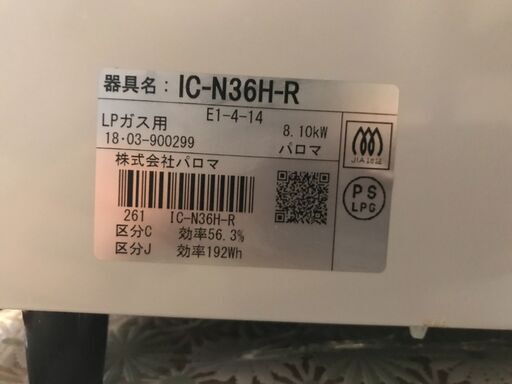 器具名: IC-N36H-R
E1-4-14
LPガス用 8.10kW
18・03-900299 パロマ
株式会社パロマ
261 IC-N36H-R
区分C 効率56.3%
区分J 効率192Wh
PS
LPG